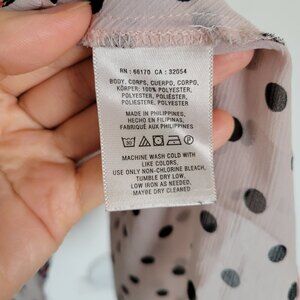 RN : 66170 CA : 32054
BODY, CORPS, CUERPO, CORPO,
KÖRPER: 100% POLYESTER,
POLYESTER, POLIÉSTER,
POLIESTERE, POLYESTER
MADE IN PHILIPPINES
HECHO EN FILIPINAS,
FABRIQUÉ AUX PHILIPPINES
MACHINE WASH COLD WITH
LIKE COLORS,
USE ONLY NON-CHLORINE BLEACH,
TUMBLE DRY LOW,
LOW IRON AS NEEDED,
MAYBE DRY CLEANED